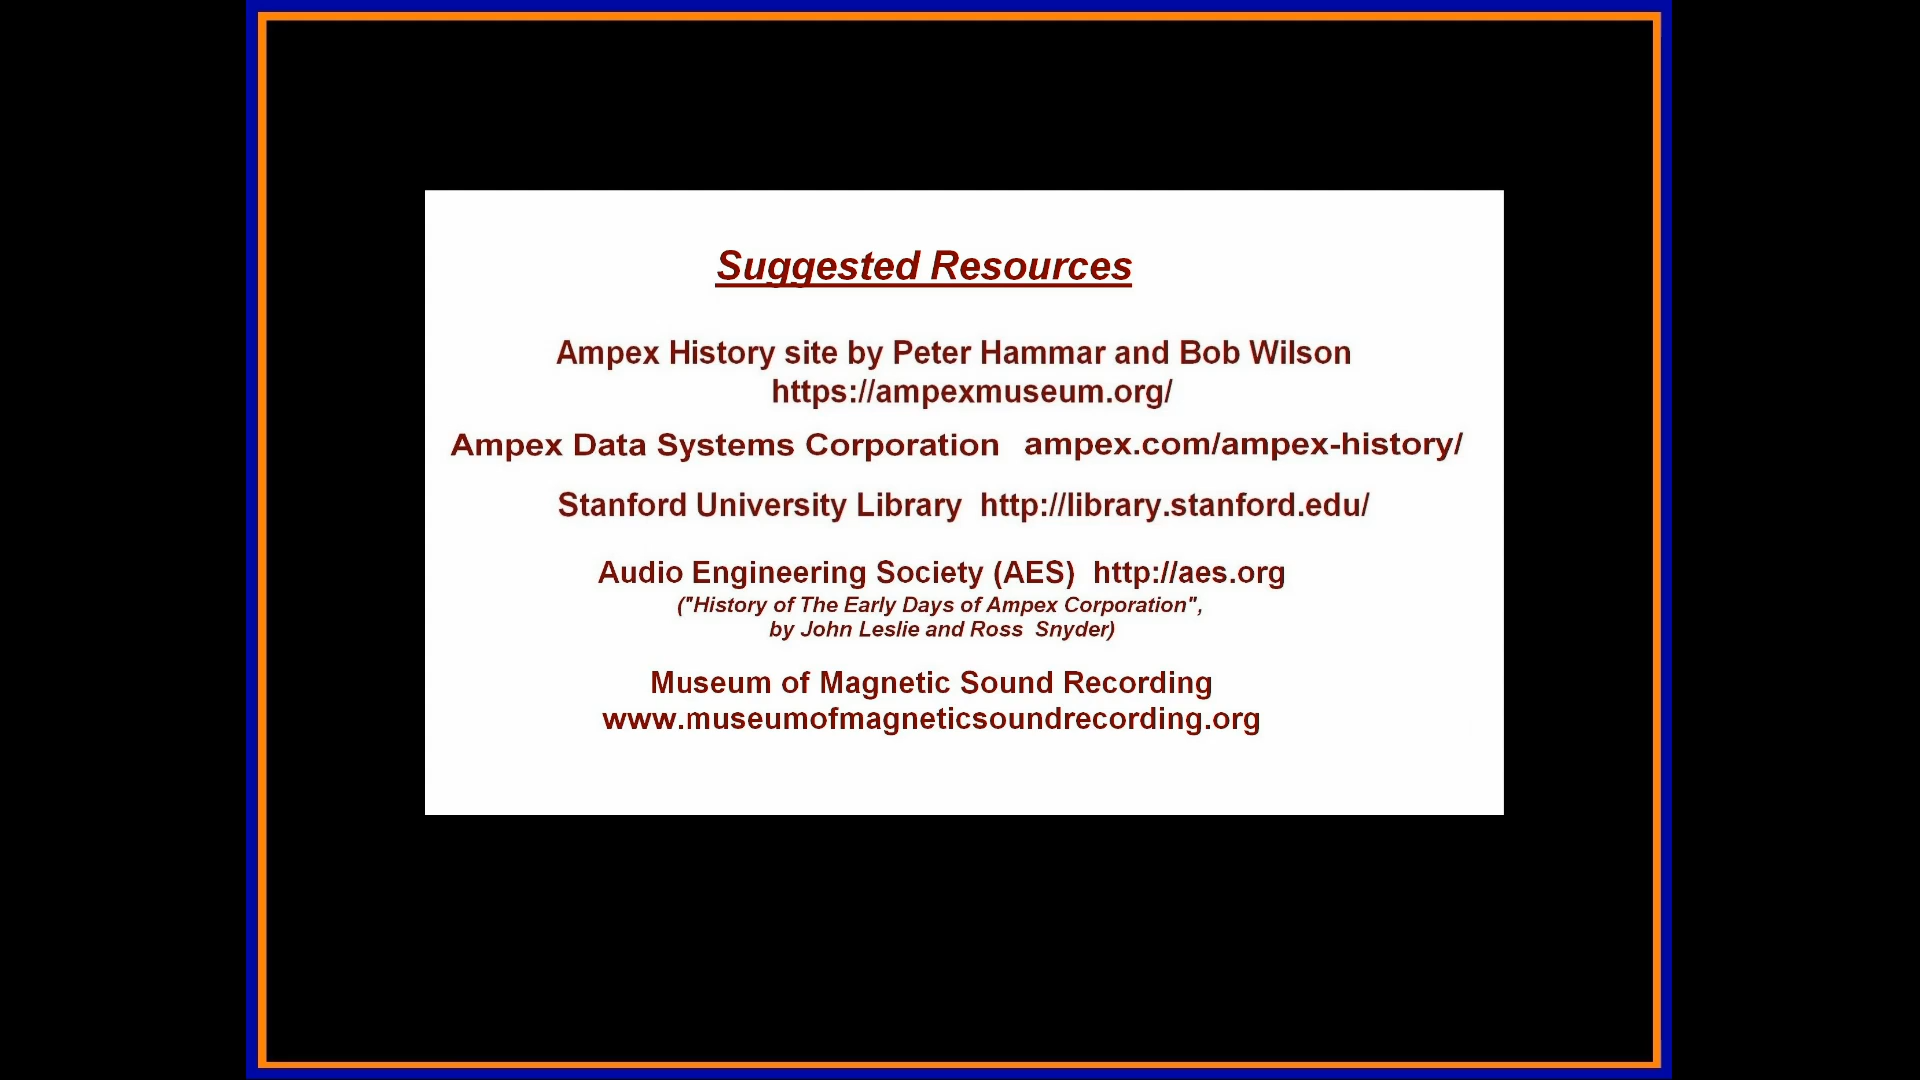 Suggested Resources
Ampex History site by Peter Hammar and Bob Wilson
https://ampexmuseum.org/
Ampex Data Systems Corporation ampex.com/ampex-history/
Stanford University Library http://library.stanford.edu/
Audio Engineering Society (AES) http://aes.org
("History of The Early Days of Ampex Corporation",
by John Leslie and Ross Snyder)
Museum of Magnetic Sound Recording
www.museumofmagneticsoundrecording.org